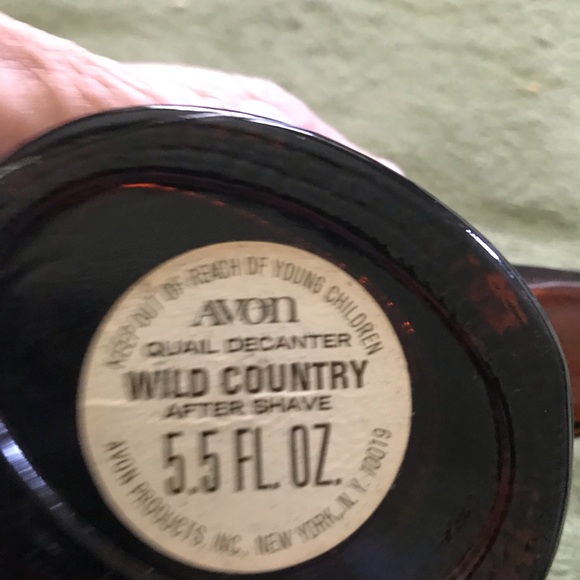 KEEP OUT OF REACH OF YOUNG CHILDREN
AVON
QUAIL DECANTER
WILD COUNTRY
AFTER SHAVE
5.5 FL. OZ.
AVON PRODUCTS, INC., NEW YORK, N.Y. 10019